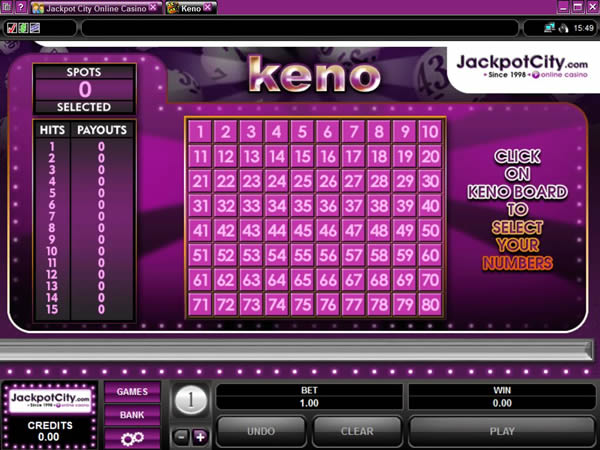 Jackpot City Online Casino
Keno
15:49
SPOTS
0
SELECTED
HITS PAYOUTS
1 0
2 0
3 0
4 0
5 0
6 0
7 0
8 0
9 0
10 0
11 0
12 0
13 0
14 0
15 0
keno
JackpotCity.com
Since 1998 online casino
1 2 3 4 5 6 7 8 9 10
11 12 13 14 15 16 17 18 19 20
21 22 23 24 25 26 27 28 29 30
31 32 33 34 35 36 37 38 39 40
41 42 43 44 45 46 47 48 49 50
51 52 53 54 55 56 57 58 59 60
61 62 63 64 65 66 67 68 69 70
71 72 73 74 75 76 77 78 79 80
CLICK
ON
KENO BOARD
TO
SELECT
YOUR
NUMBERS
JackpotCity.com
Since 1998 online casino
CREDITS
0.00
GAMES
BANK
1
- +
BET
1.00
WIN
0.00
UNDO
CLEAR
PLAY